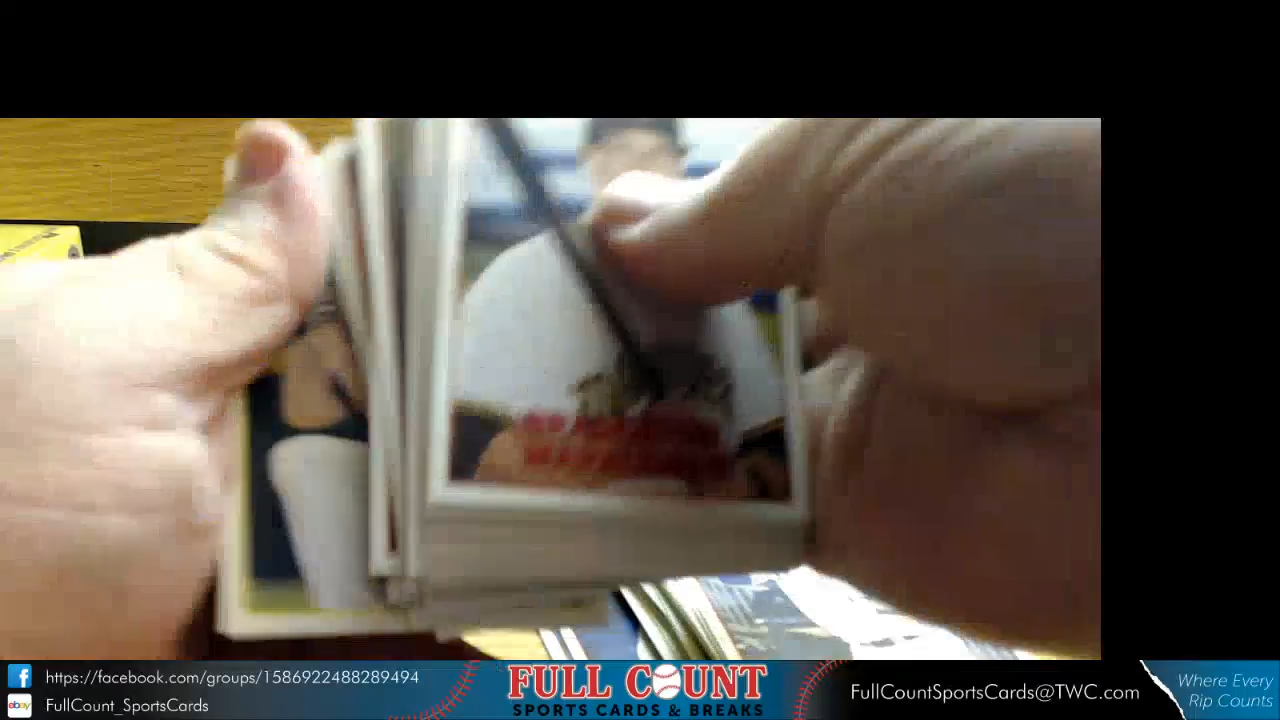 https://facebook.com/groups/1586922488289494
FullCount_SportsCards
ebay
FULL COUNT
SPORTS CARDS & BREAKS
FullCountSportsCards@TWC.com
Where Every
Rip Counts